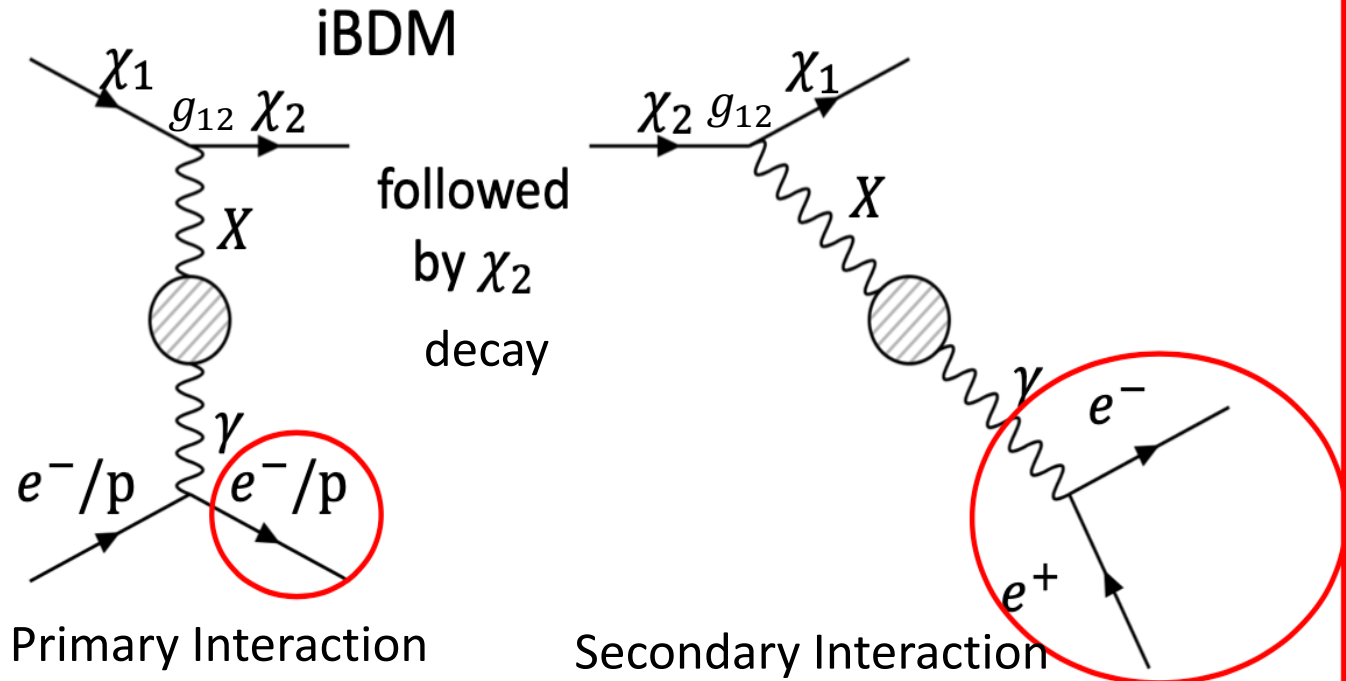 iBDM
χ₁
g₁₂ χ₂
X
γ
e⁻/p
e⁻/p
Primary Interaction
followed
by χ₂
decay
χ₂ g₁₂
χ₁
X
γ
e⁻
e⁺
Secondary Interaction